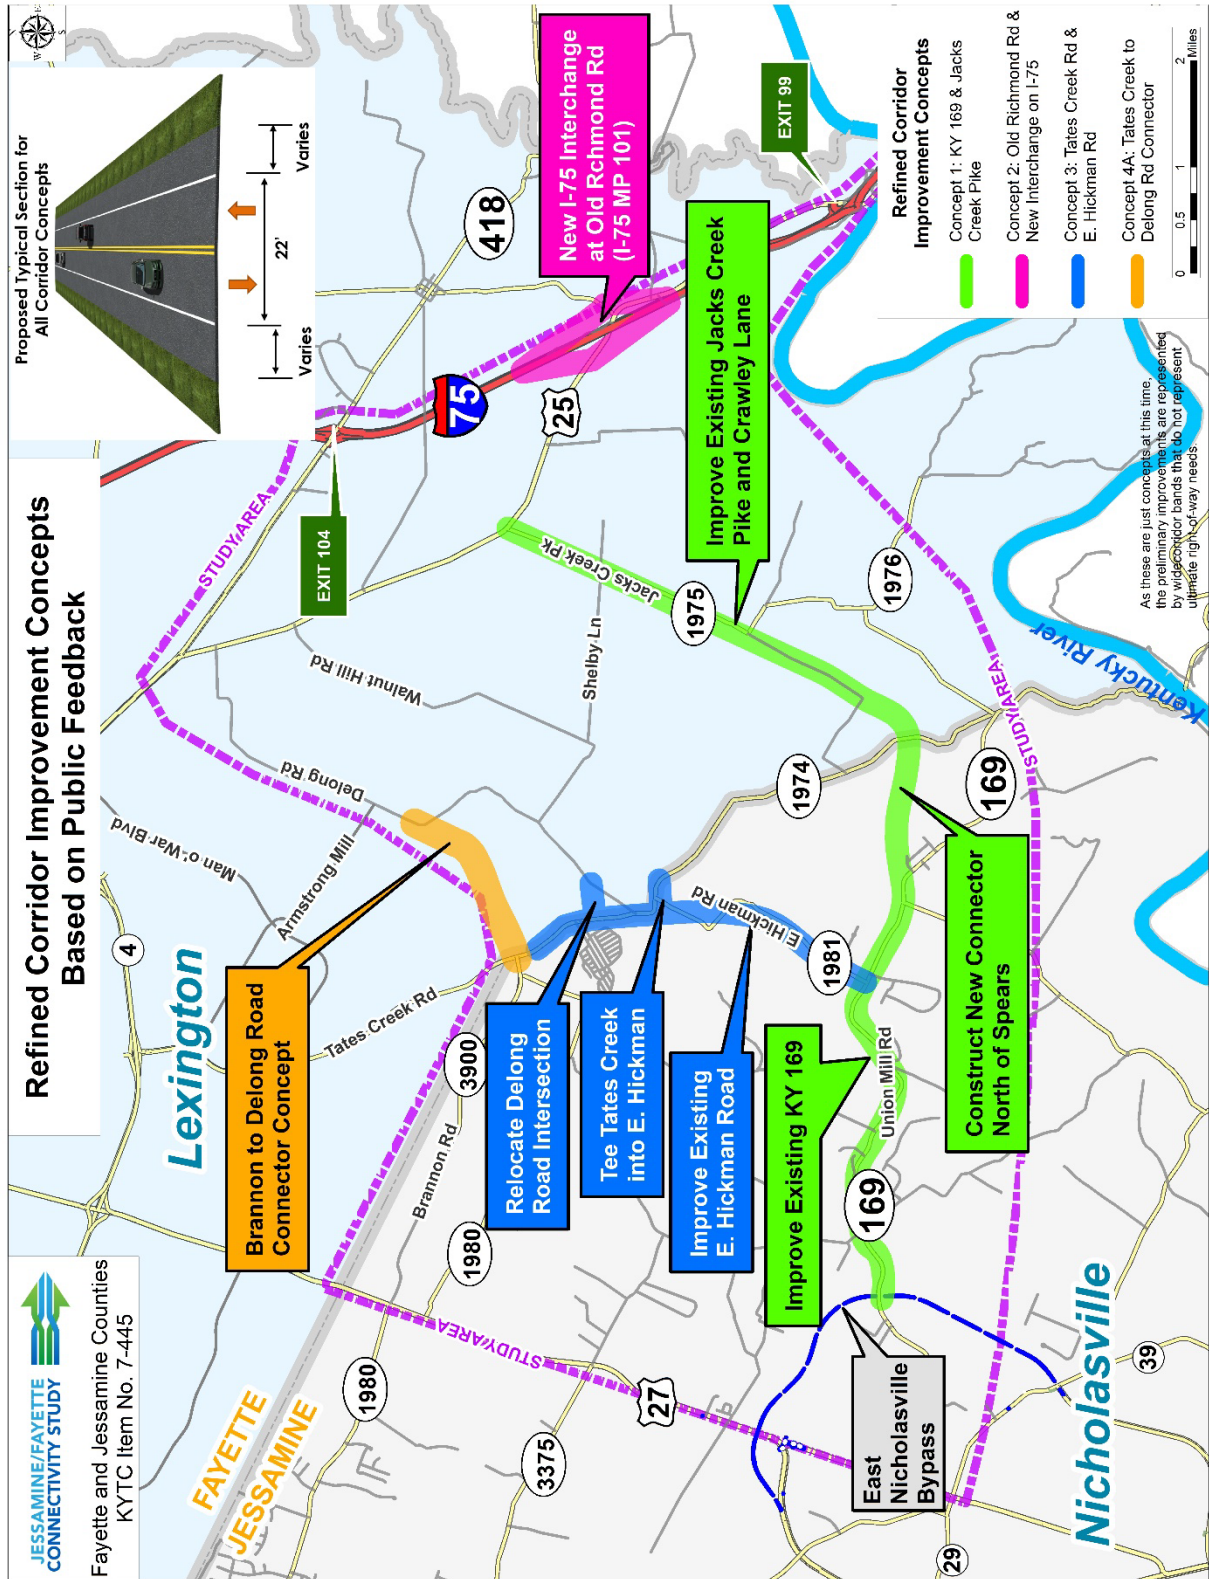 Refined Corridor Improvement Concepts
Based on Public Feedback
JESSAMINE/FAYETTE
CONNECTIVITY STUDY
Fayette and Jessamine Counties
KYTC Item No. 7-445
Proposed Typical Section for
All Corridor Concepts
Varies
22'
Varies
N
S
W
E
Lexington
FAYETTE
JESSAMINE
Nicholasville
STUDY AREA
STUDY AREA
STUDY AREA
4
Man o' War Blvd
Armstrong Mill
Delong Rd
Walnut Hill Rd
Shelby Ln
Tates Creek Rd
Brannon Rd
3900
1980
1980
3375
27
29
39
169
Union Mill Rd
169
1981
E Hickman Rd
1974
1976
1975
Jacks Creek Pk
25
75
418
EXIT 104
EXIT 99
Kentucky River
Brannon to Delong Road
Connector Concept
Relocate Delong
Road Intersection
Tee Tates Creek
into E. Hickman
Improve Existing
E. Hickman Road
Improve Existing KY 169
Construct New Connector
North of Spears
Improve Existing Jacks Creek
Pike and Crawley Lane
New I-75 Interchange
at Old Rchmond Rd
(I-75 MP 101)
East
Nicholasville
Bypass
Refined Corridor
Improvement Concepts
Concept 1: KY 169 & Jacks
Creek Pike
Concept 2: Old Richmond Rd &
New Interchange on I-75
Concept 3: Tates Creek Rd &
E. Hickman Rd
Concept 4A: Tates Creek to
Delong Rd Connector
0 0.5 1 2
Miles
As these are just concepts at this time,
the preliminary improvements are represented
by widecorridor bands that do not represent
ultimate right-of-way needs.